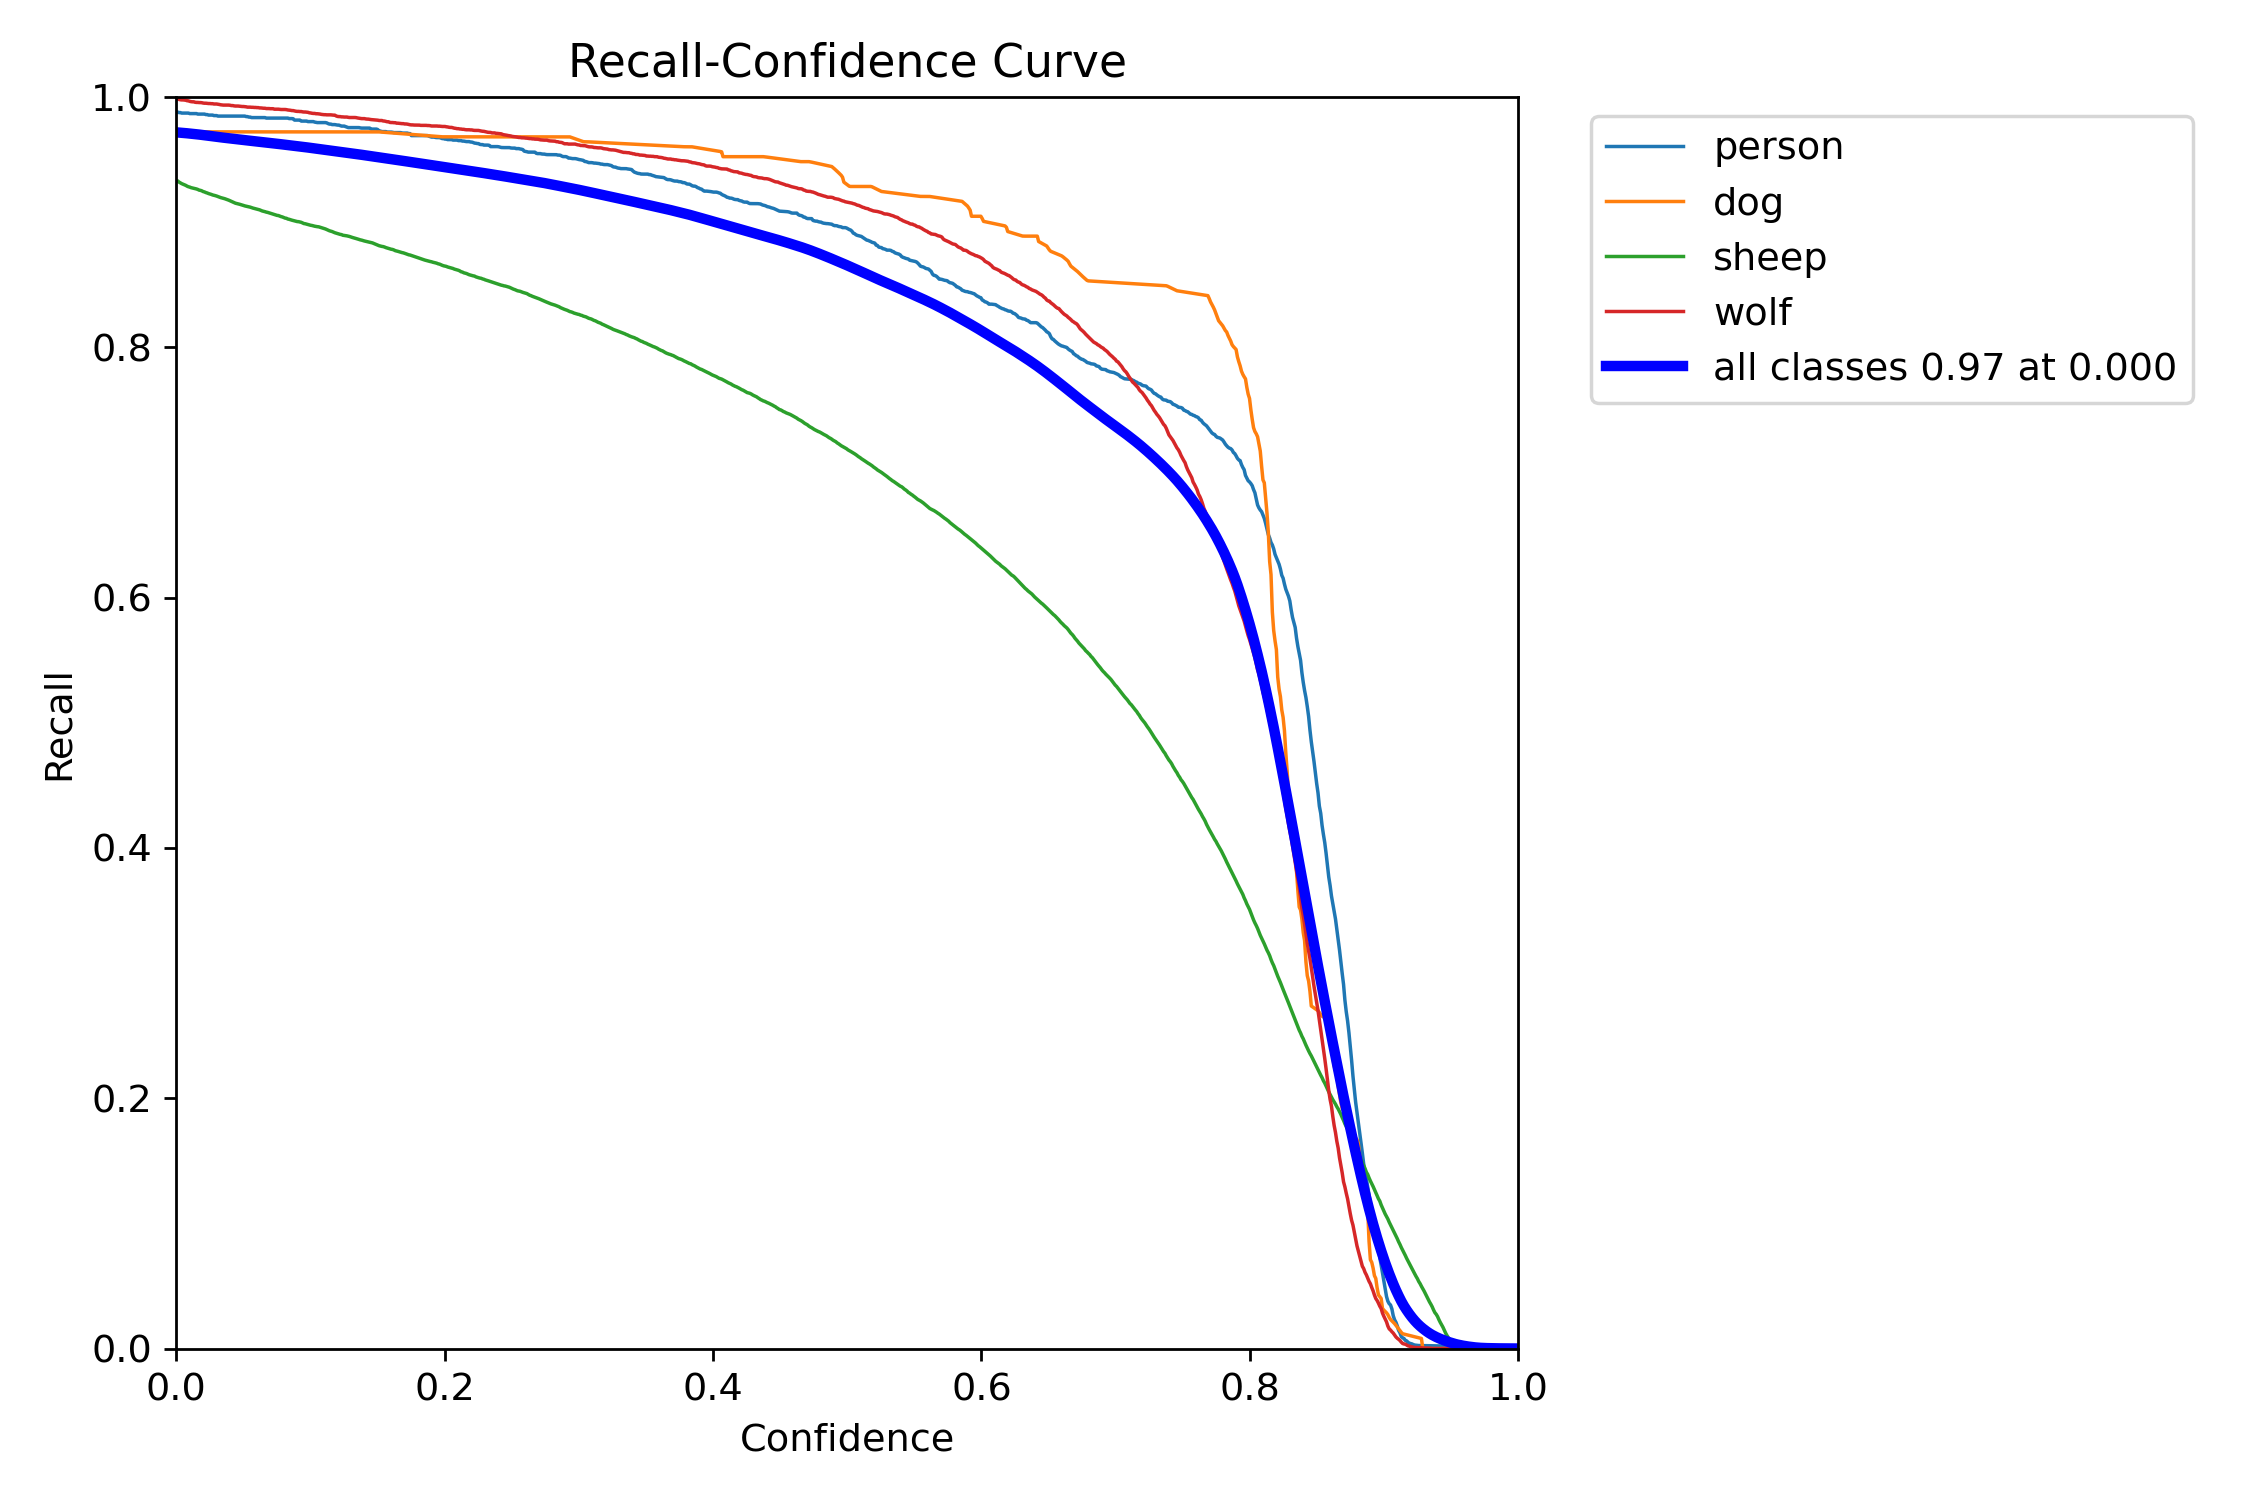 Recall-Confidence Curve
1.0
0.8
0.6
0.4
0.2
0.0
Recall
0.0 0.2 0.4 0.6 0.8 1.0
Confidence
person
dog
sheep
wolf
all classes 0.97 at 0.000